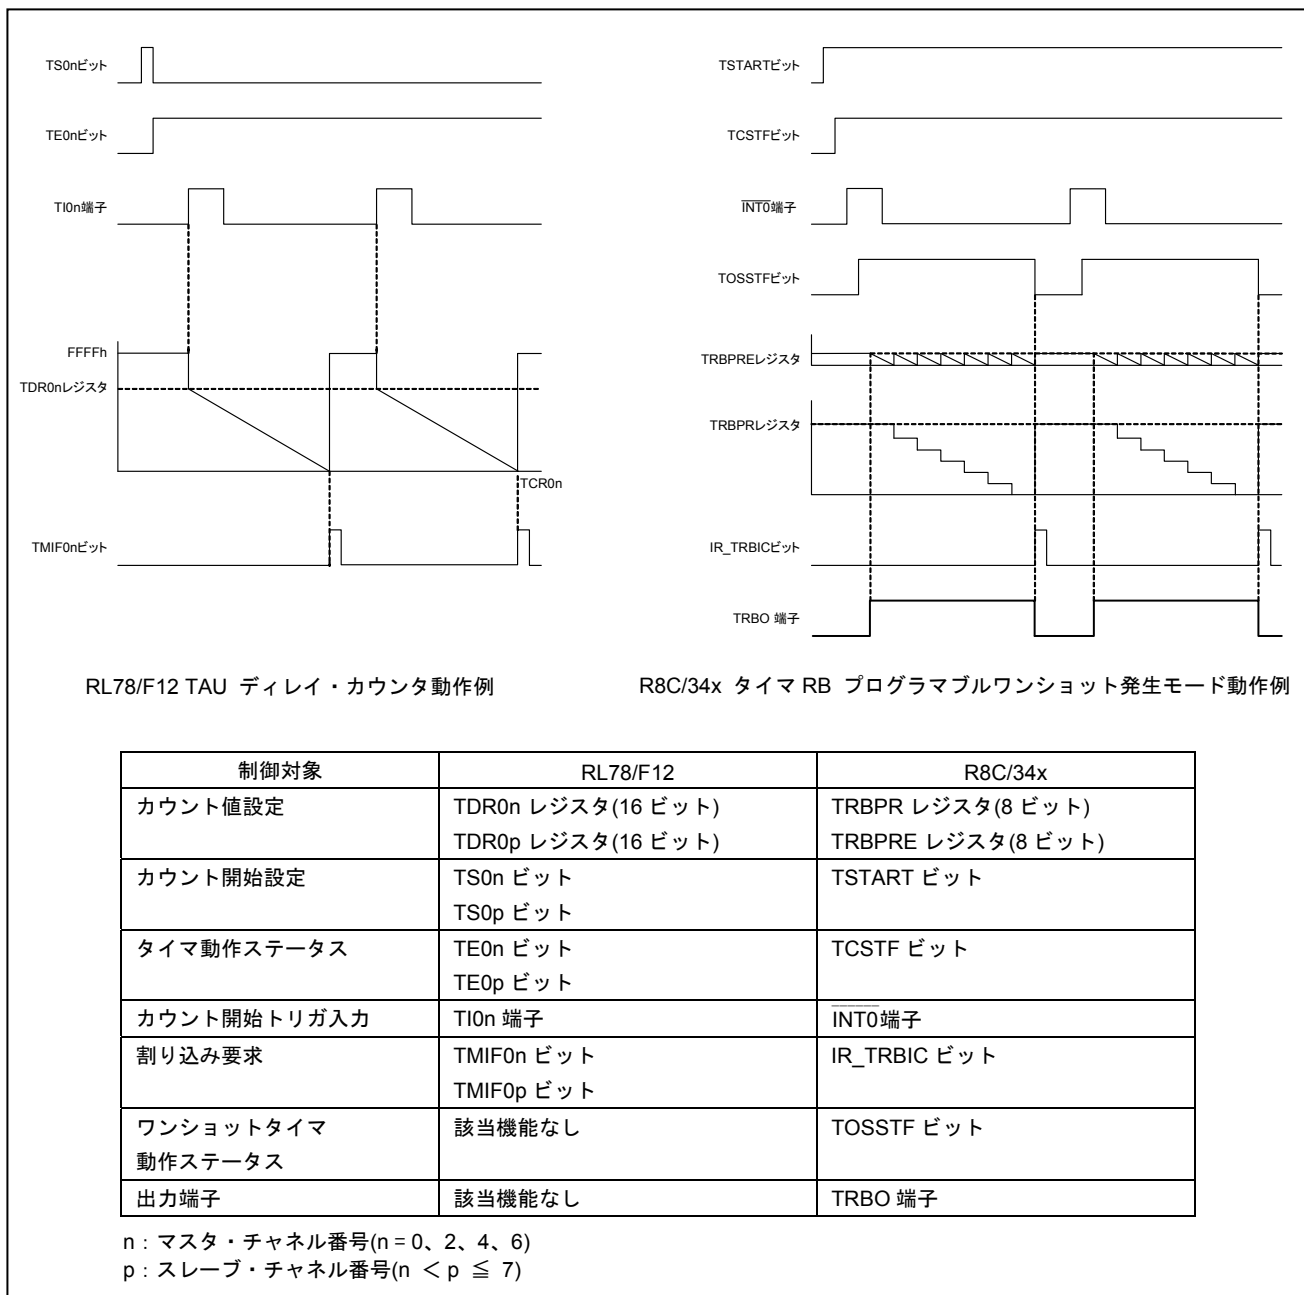 TS0nビット
TE0nビット
TI0n端子
FFFFh
TDR0nレジスタ
TCR0n
TMIF0nビット
RL78/F12 TAU ディレイ・カウンタ動作例
TSTARTビット
TCSTFビット
INT0端子
TOSSTFビット
TRBPREレジスタ
TRBPRレジスタ
IR_TRBICビット
TRBO 端子
R8C/34x タイマ RB プログラマブルワンショット発生モード動作例
制御対象 RL78/F12 R8C/34x
カウント値設定 TDR0n レジスタ(16 ビット) TRBPR レジスタ(8 ビット)
TDR0p レジスタ(16 ビット) TRBPRE レジスタ(8 ビット)
カウント開始設定 TS0n ビット TSTART ビット
TS0p ビット
タイマ動作ステータス TE0n ビット TCSTF ビット
TE0p ビット
カウント開始トリガ入力 TI0n 端子 INT0端子
割り込み要求 TMIF0n ビット IR_TRBIC ビット
TMIF0p ビット
ワンショットタイマ 該当機能なし TOSSTF ビット
動作ステータス
出力端子 該当機能なし TRBO 端子
n：マスタ・チャネル番号(n = 0、2、4、6)
p：スレーブ・チャネル番号(n ＜ p ≦ 7)